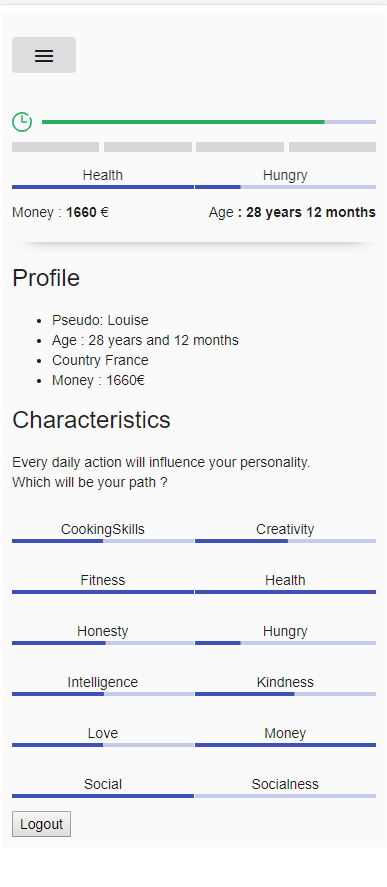 Health Hungry
Money : 1660 € Age : 28 years 12 months
Profile
Pseudo: Louise
Age : 28 years and 12 months
Country France
Money : 1660€
Characteristics
Every daily action will influence your personality.
Which will be your path ?
CookingSkills Creativity
Fitness Health
Honesty Hungry
Intelligence Kindness
Love Money
Social Socialness
Logout